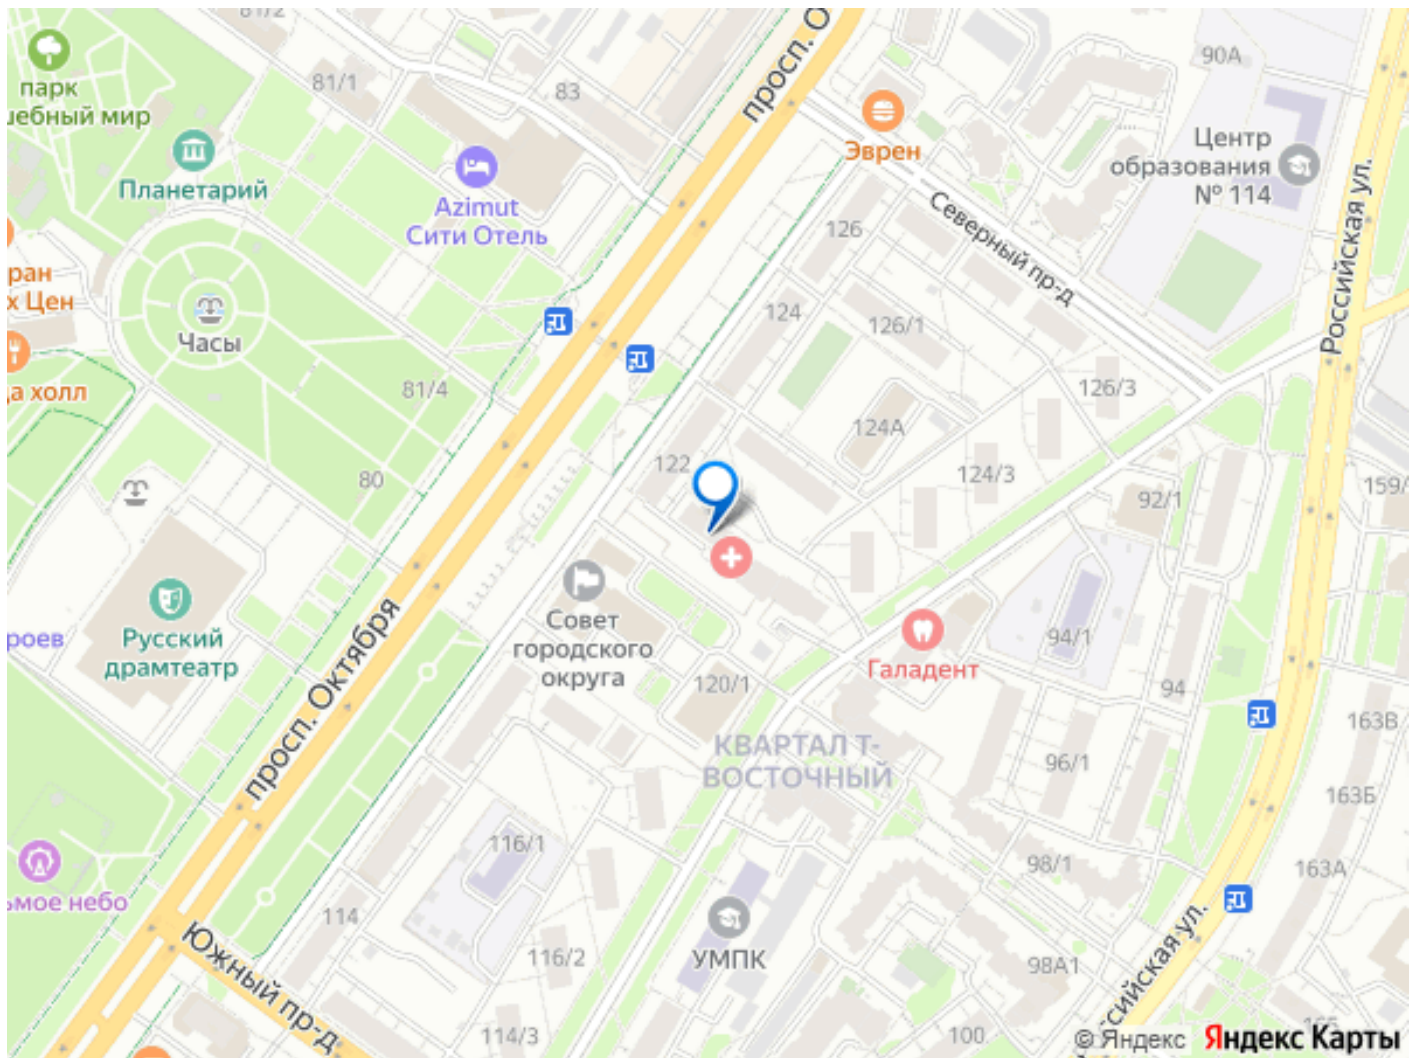 81/2
просп. О
90А
парк
81/1
83
шебный мир
Эврен
Центр
образования
№ 114
Планетарий
Azimut
Сити Отель
126
Северный пр-д
Российская ул.
ран
х Цен
124
126/1
Часы
126/3
81/4
а холл
124А
122
80
124/3
92/1
159/
Совет
городского
округа
просп. Октября
роев
Русский
драмтеатр
94/1
Галадент
120/1
94
КВАРТАЛ Т-
ВОСТОЧНЫЙ
163В
96/1
163Б
116/1
98/1
163А
ьмое небо
114
Южный пр-д
УМПК
116/2
98А1
ссийская ул.
114/3
100
165
© Яндекс Яндекс Карты